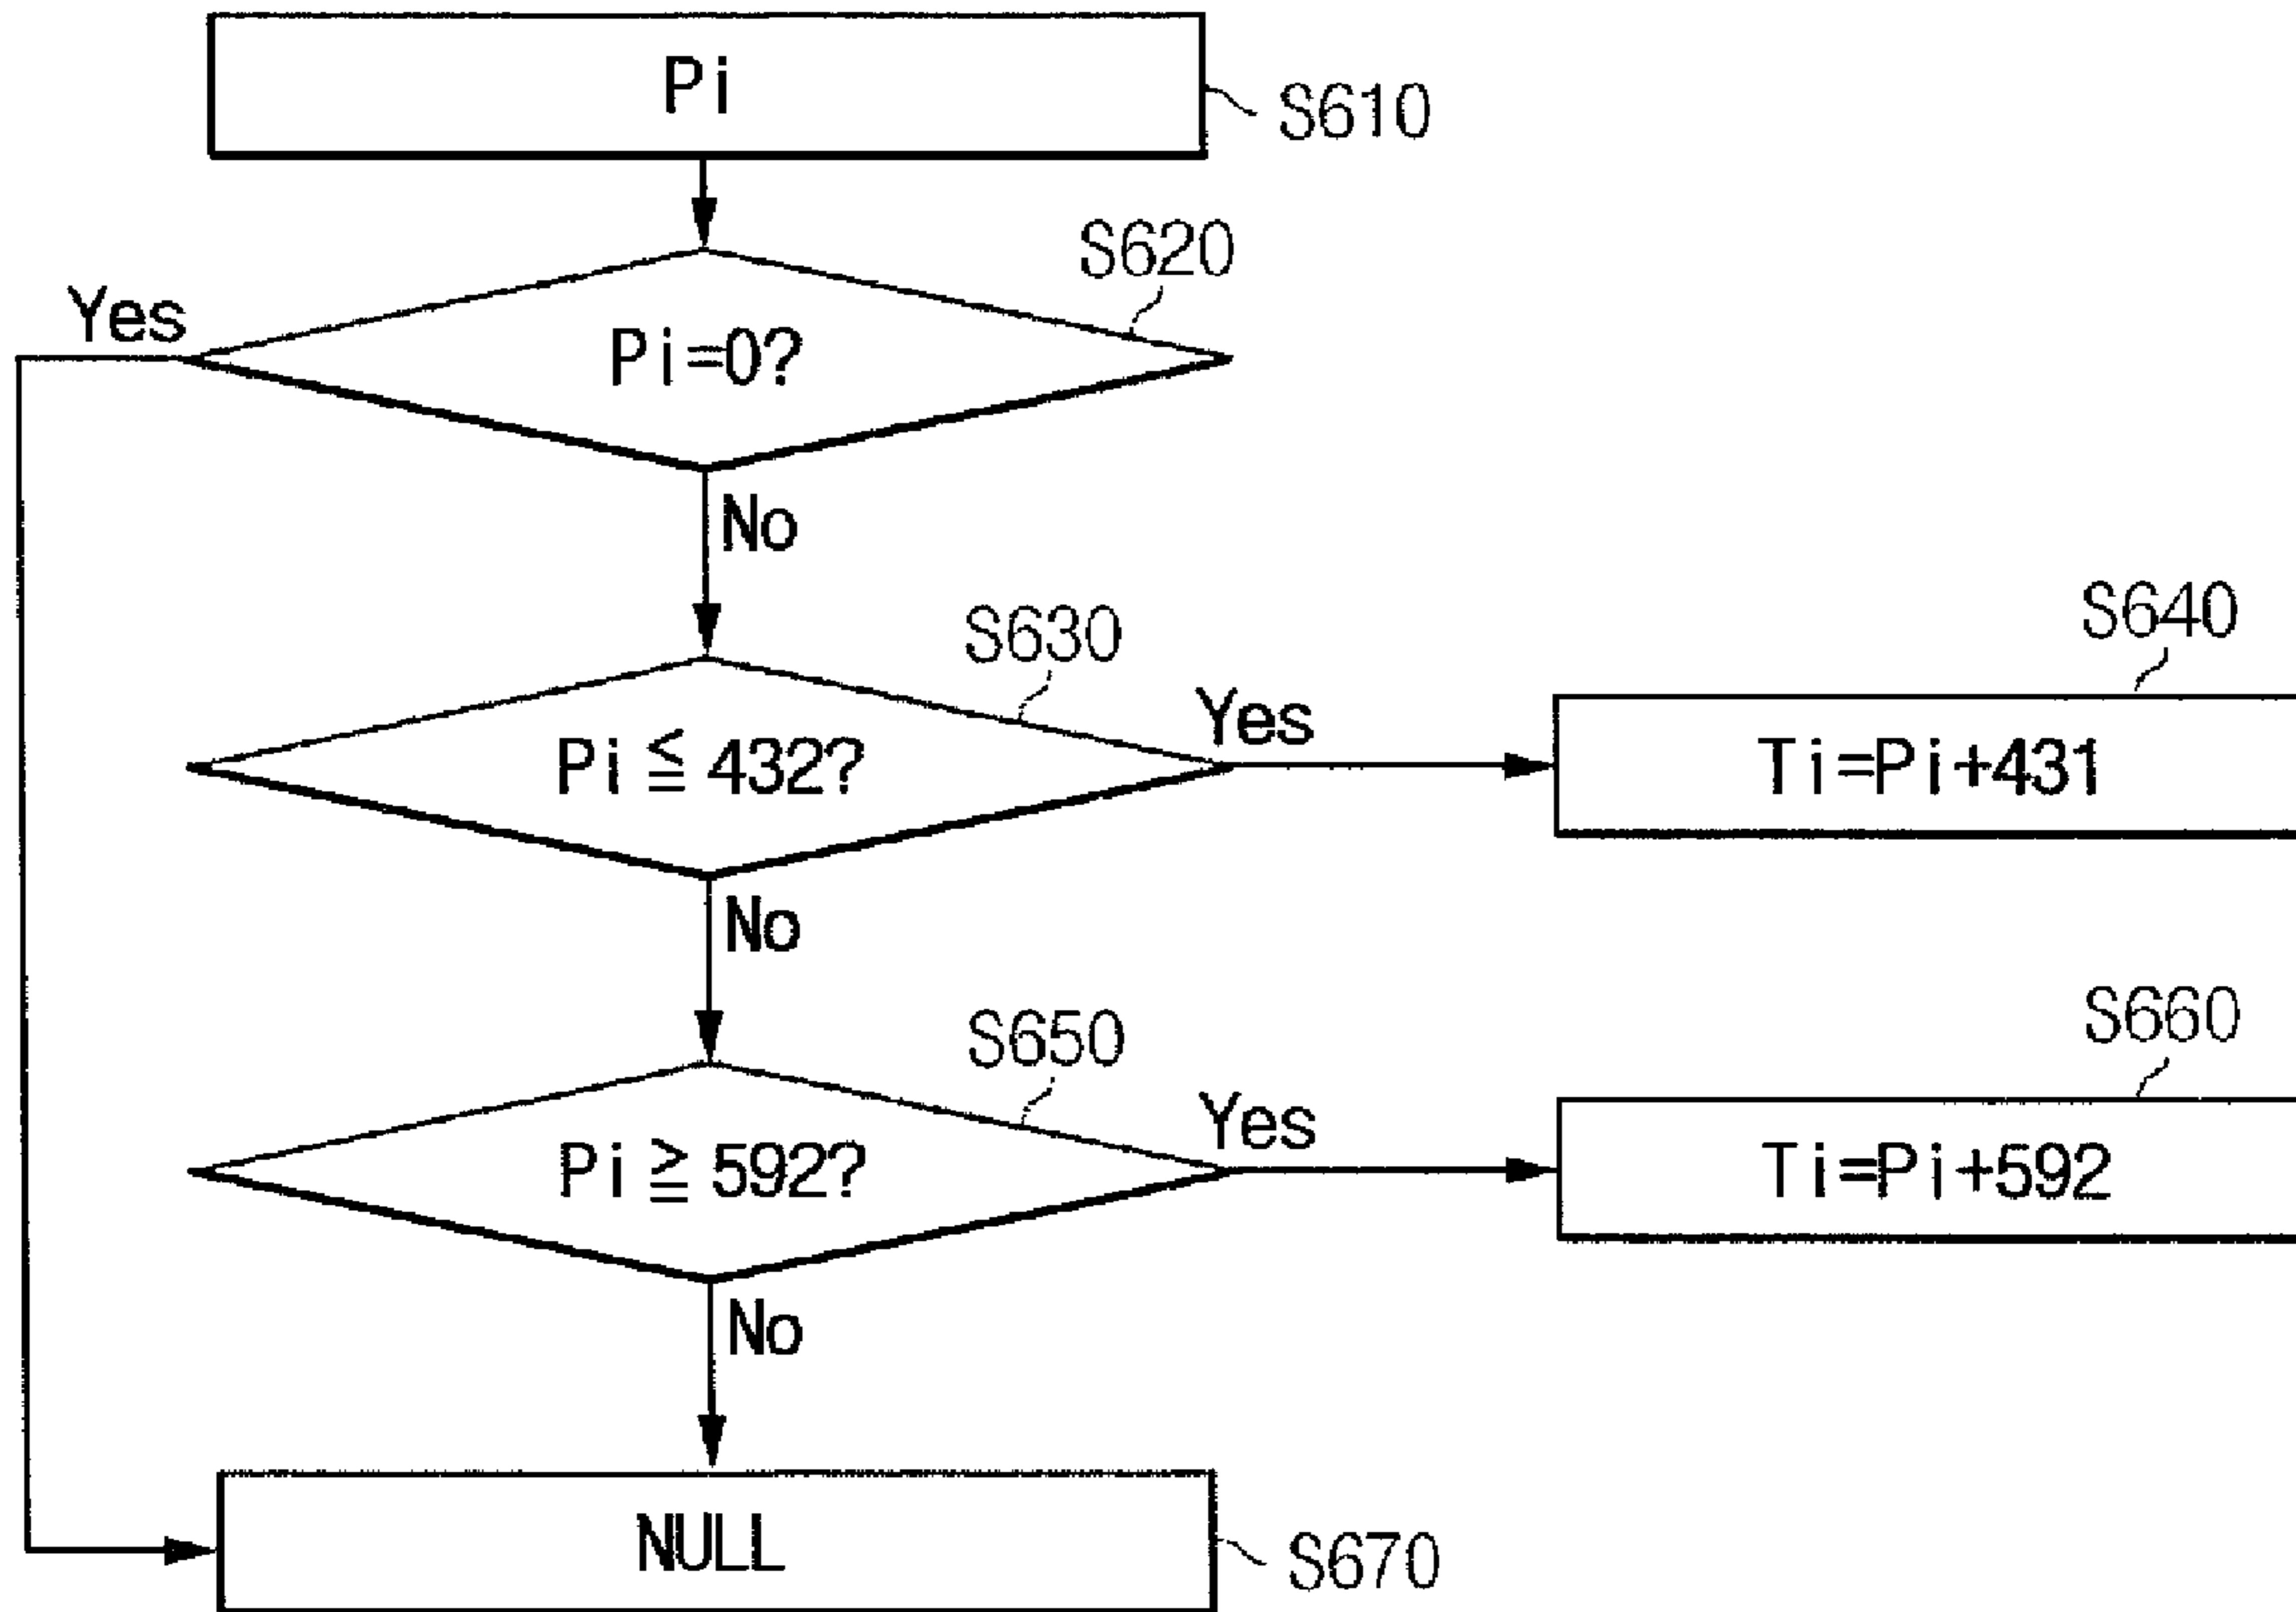 Pi
S610
S620
Yes
Pi=0?
No
S630
S640
Pi ≦ 432?
Yes
Ti=Pi+431
No
S650
S660
Pi ≧ 592?
Yes
Ti=Pi+592
No
NULL
S670